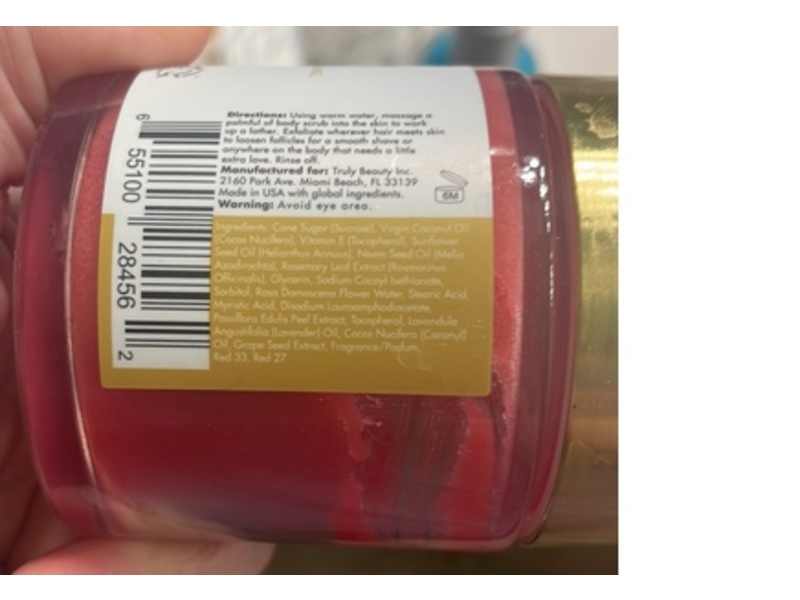 Directions: Using warm water, massage a
palmful of body scrub into the skin to work
up a lather. Exfoliate wherever hair meets skin
to loosen follicles for a smooth shave or
anywhere on the body that needs a little
extra love. Rinse off.
Manufactured for: Truly Beauty Inc.
2160 Park Ave. Miami Beach, FL 33139
Made in USA with global ingredients.
Warning: Avoid eye area.
6M
Ingredients: Cane Sugar (Sucrose), Virgin Coconut Oil
(Cocos Nucifera), Vitamin E (Tocopherol), Sunflower
Seed Oil (Helianthus Annuus), Neem Seed Oil (Melia
Azadirachta), Rosemary Leaf Extract (Rosmarinus
Officinalis), Glycerin, Sodium Cocoyl Isethionate,
Sorbitol, Rosa Damascena Flower Water, Stearic Acid,
Myristic Acid, Disodium Lauroamphodiacetate,
Passiflora Edulis Peel Extract, Tocopherol, Lavandula
Angustifolia (Lavender) Oil, Cocos Nucifera (Coconut)
Oil, Grape Seed Extract, Fragrance/Parfum,
Red 33, Red 27
6 55100 28456 2